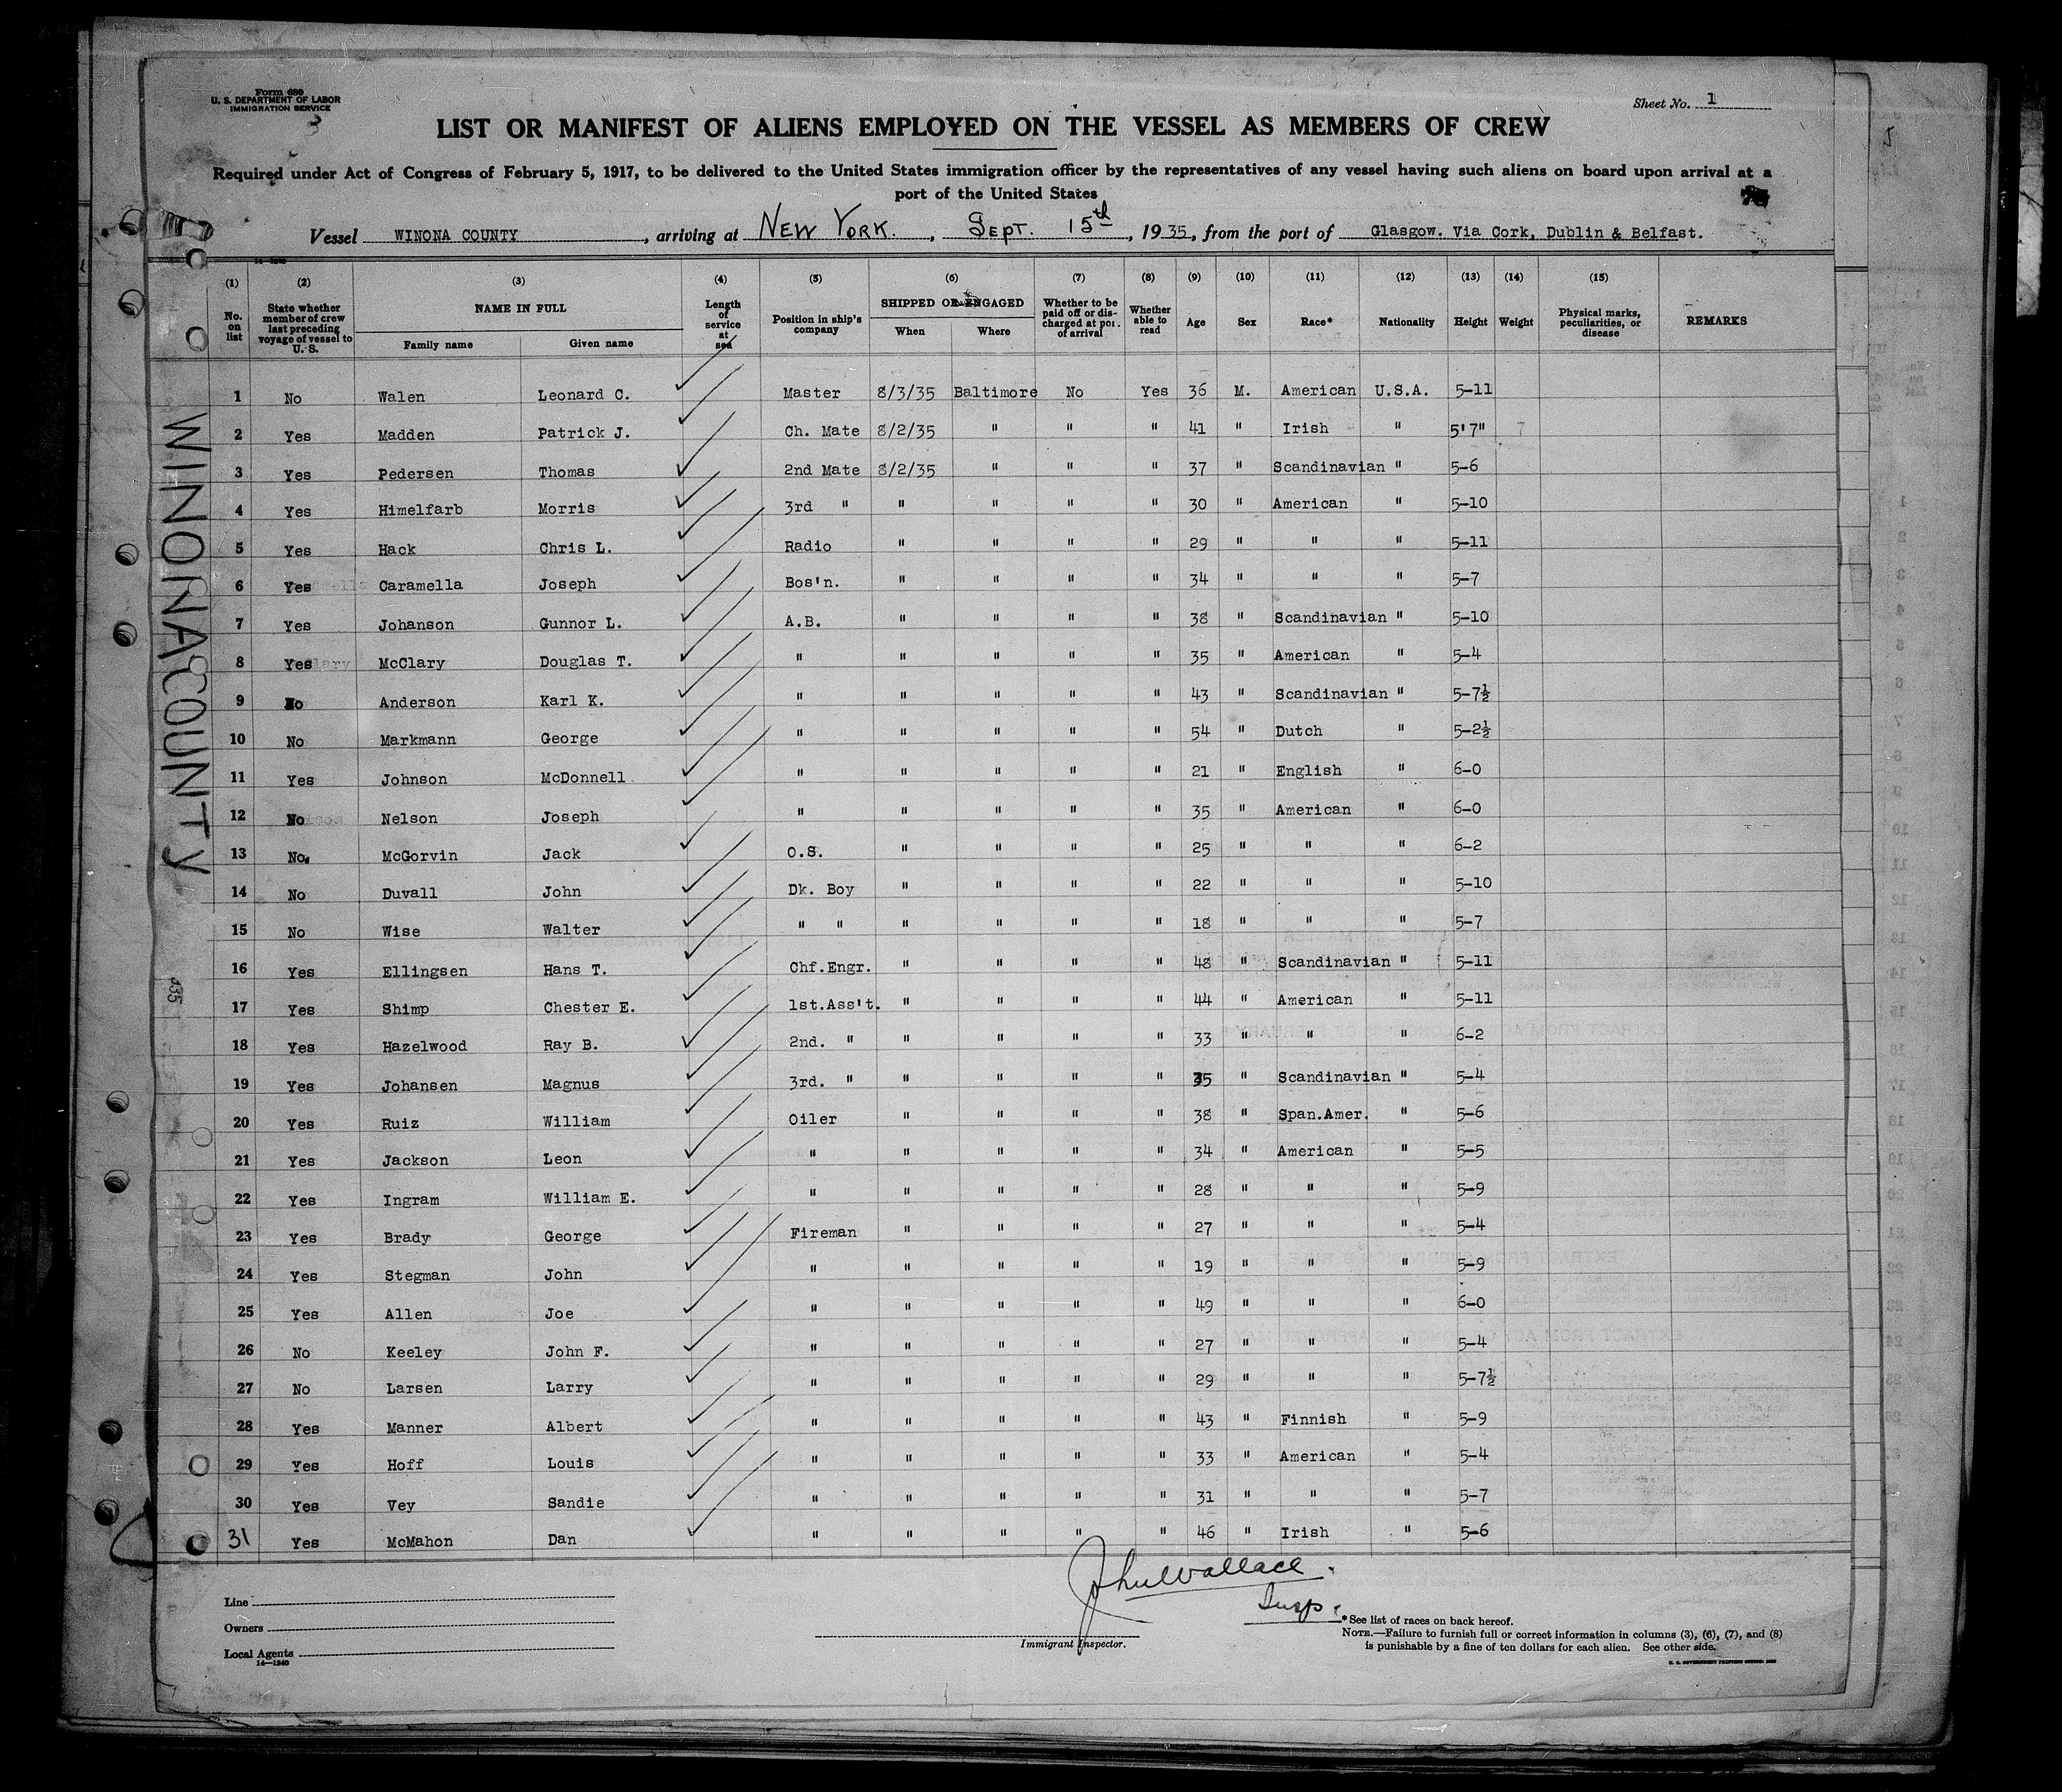 Form 680
U. S. DEPARTMENT OF LABOR
IMMIGRATION SERVICE
Sheet No. 1
LIST OR MANIFEST OF ALIENS EMPLOYED ON THE VESSEL AS MEMBERS OF CREW
Required under Act of Congress of February 5, 1917, to be delivered to the United States immigration officer by the representatives of any vessel having such aliens on board upon arrival at a
port of the United States
Vessel WINONA COUNTY, arriving at NEW YORK., SEPT. 15th, 1935, from the port of Glasgow. Via Cork, Dublin & Belfast.
(1) (2) (3) (4) (5) (6) (7) (8) (9) (10) (11) (12) (13) (14) (15)
No. on list State whether member of crew last preceding voyage of vessel to U. S. NAME IN FULL Family name Given name Length of service at sea Position in ship's company SHIPPED OR ENGAGED When Where Whether to be paid off or discharged at port of arrival Whether able to read Age Sex Race* Nationality Height Weight Physical marks, peculiarities, or disease REMARKS
1 No Walen Leonard C. Master 8/3/35 Baltimore No Yes 36 M. American U.S.A. 5-11
2 Yes Madden Patrick J. Ch. Mate 8/2/35 " " " 41 " Irish " 5'7" 7
3 Yes Pedersen Thomas 2nd Mate 8/2/35 " " " 37 " Scandinavian " 5-6
4 Yes Himelfarb Morris 3rd " " " " " 30 " American " 5-10
5 Yes Hack Chris L. Radio " " " " 29 " " " 5-11
6 Yes Caramella Joseph Bos'n. " " " " 34 " " " 5-7
7 Yes Johanson Gunnor L. A.B. " " " " 38 " Scandinavian " 5-10
8 Yes McClary Douglas T. " " " " " 35 " American " 5-4
9 No Anderson Karl K. " " " " " 43 " Scandinavian " 5-7½
10 No Markmann George " " " " " 54 " Dutch " 5-2½
11 Yes Johnson McDonnell " " " " " 21 " English " 6-0
12 No Nelson Joseph " " " " " 35 " American " 6-0
13 No. McGorvin Jack O.S. " " " " 25 " " " 6-2
14 No Duvall John Dk. Boy " " " " 22 " " " 5-10
15 No Wise Walter " " " " " " 18 " " " 5-7
16 Yes Ellingsen Hans T. Chf.Engr. " " " " 48 " Scandinavian " 5-11
17 Yes Shimp Chester E. 1st.Ass't. " " " " 44 " American " 5-11
18 Yes Hazelwood Ray B. 2nd. " " " " " 33 " " " 6-2
19 Yes Johansen Magnus 3rd. " " " " " 35 " Scandinavian " 5-4
20 Yes Ruiz William Oiler " " " " 38 " Span.Amer. " 5-6
21 Yes Jackson Leon " " " " " 34 " American " 5-5
22 Yes Ingram William E. " " " " " 28 " " " 5-9
23 Yes Brady George Fireman " " " " 27 " " " 5-4
24 Yes Stegman John " " " " " 19 " " " 5-9
25 Yes Allen Joe " " " " " 49 " " " 6-0
26 No Keeley John F. " " " " " 27 " " " 5-4
27 No Larsen Larry " " " " " 29 " " " 5-7½
28 Yes Manner Albert " " " " " 43 " Finnish " 5-9
29 Yes Hoff Louis " " " " " 33 " American " 5-4
30 Yes Vey Sandie " " " " " 31 " " " 5-7
31 Yes McMahon Dan " " " " " 46 " Irish " 5-6
WINONA COUNTY
John Wallace.
Insp.
Line
Owners
Local Agents
14—1240
Immigrant Inspector.
*See list of races on back hereof.
NOTE.—Failure to furnish full or correct information in columns (3), (6), (7), and (8)
is punishable by a fine of ten dollars for each alien. See other side.
U. S. GOVERNMENT PRINTING OFFICE